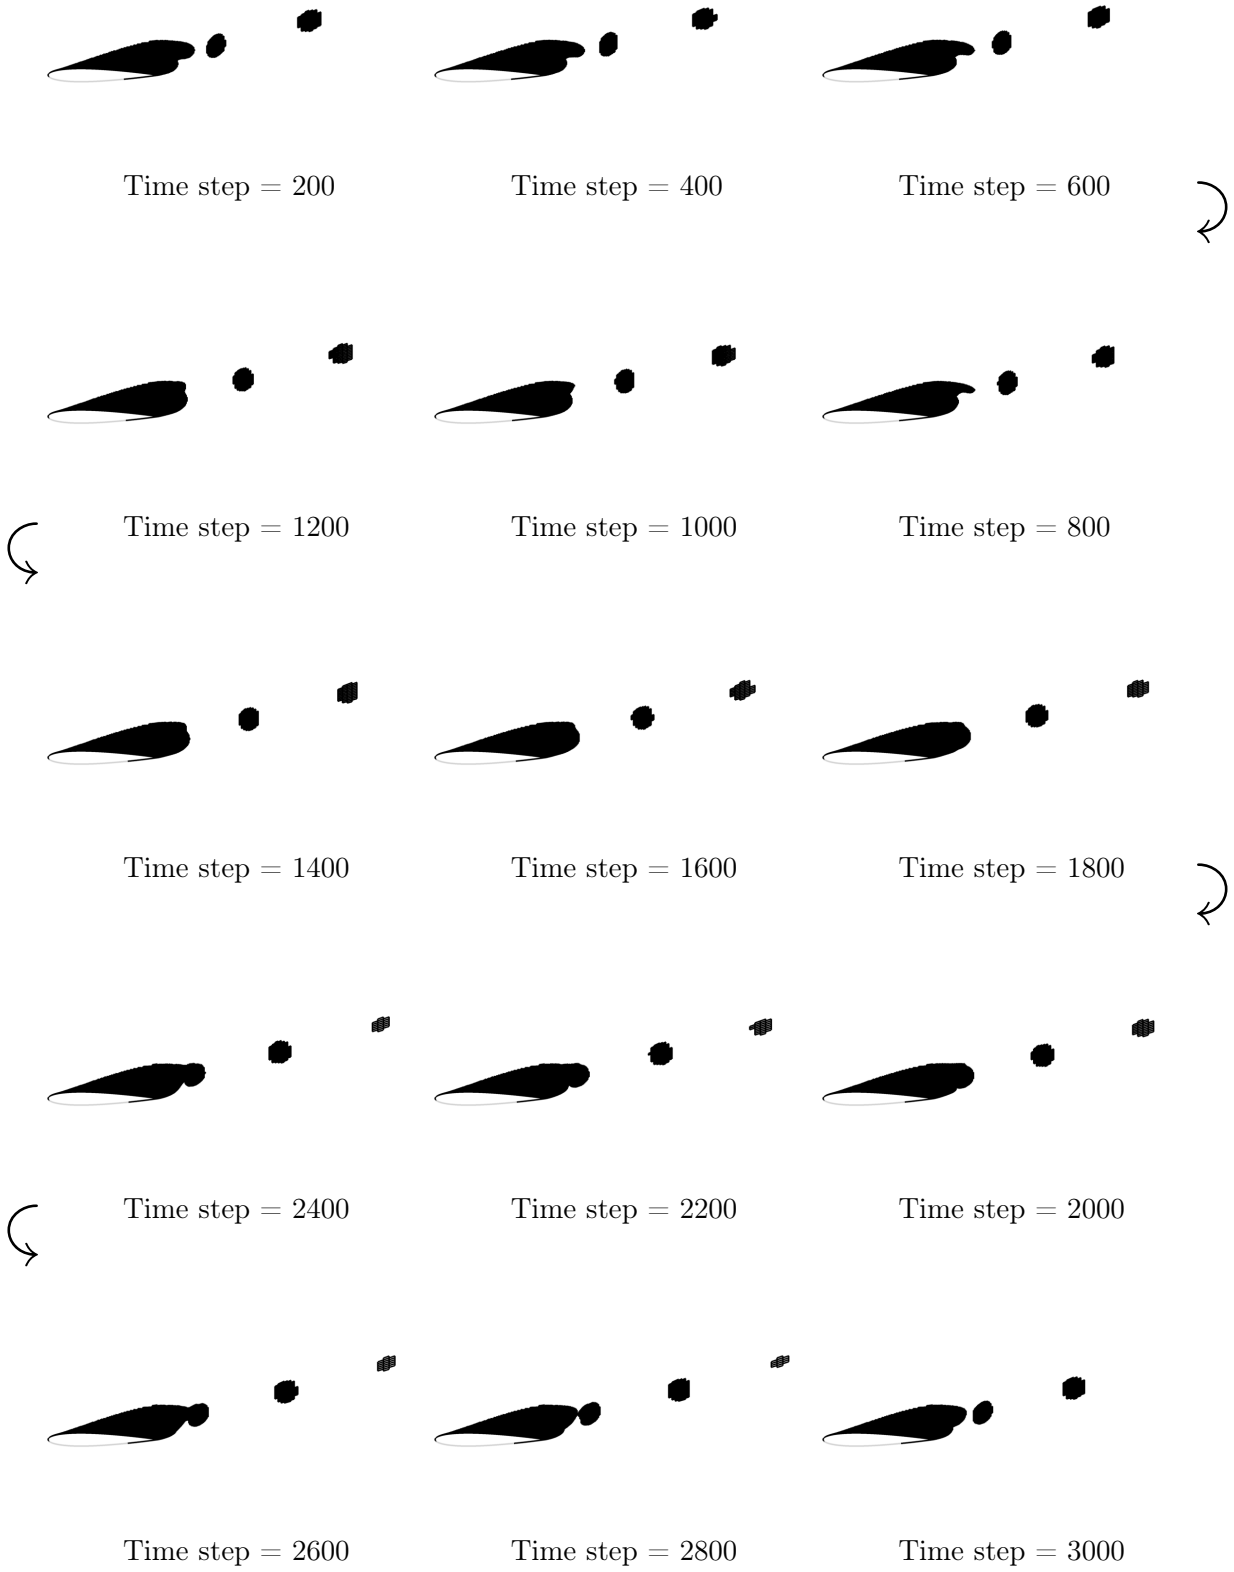 Time step = 200
Time step = 400
Time step = 600
Time step = 1200
Time step = 1000
Time step = 800
Time step = 1400
Time step = 1600
Time step = 1800
Time step = 2400
Time step = 2200
Time step = 2000
Time step = 2600
Time step = 2800
Time step = 3000